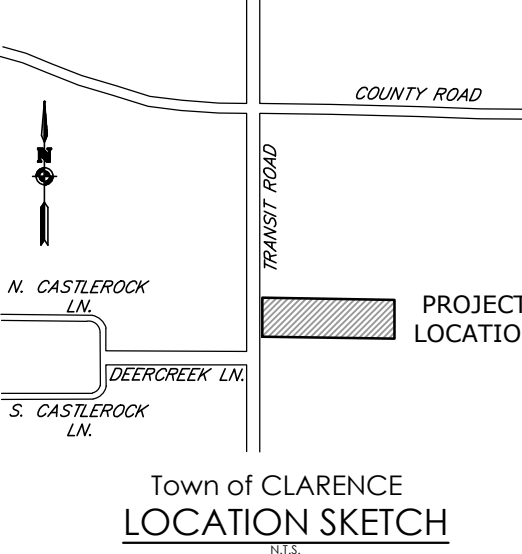 COUNTY ROAD
N
TRANSIT ROAD
N. CASTLEROCK
LN.
PROJECT
LOCATIO
DEERCREEK LN.
S. CASTLEROCK
LN.
Town of CLARENCE
LOCATION SKETCH
N.T.S.